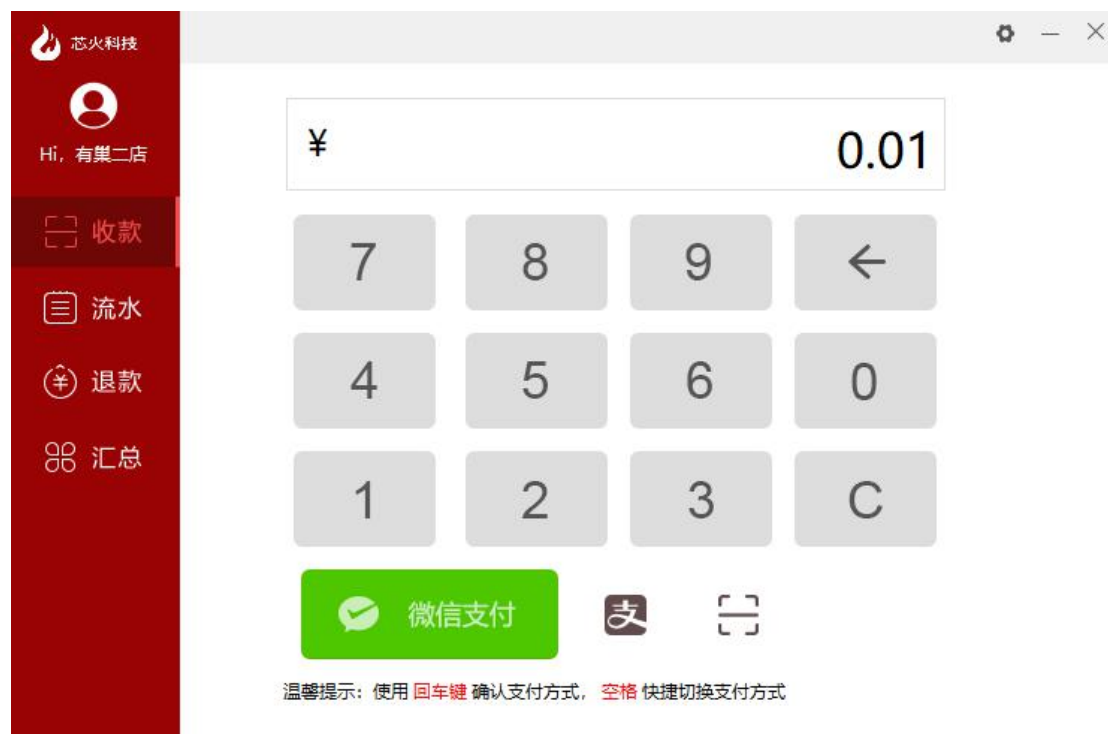 芯火科技
Hi, 有巢二店
收款
流水
退款
汇总
¥ 0.01
7 8 9 ←
4 5 6 0
1 2 3 C
微信支付 支
温馨提示：使用 回车键 确认支付方式， 空格 快捷切换支付方式